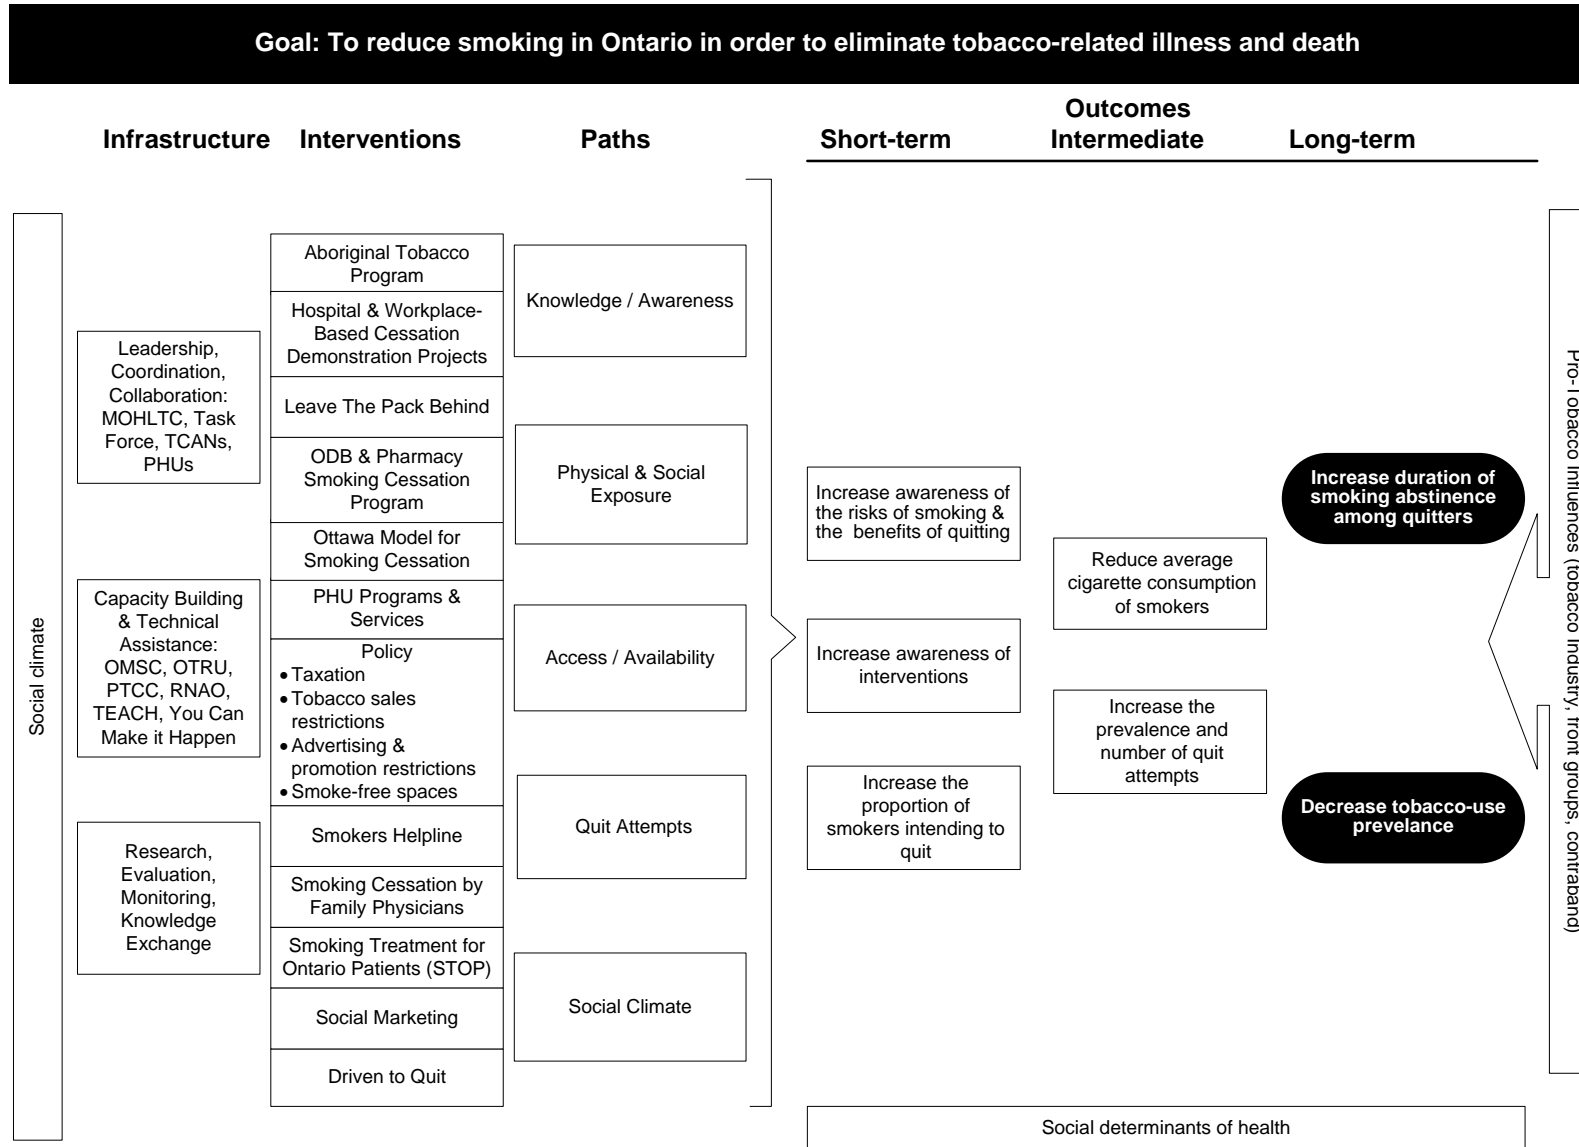 Goal: To reduce smoking in Ontario in order to eliminate tobacco-related illness and death
Infrastructure
Interventions
Paths
Outcomes
Short-term
Intermediate
Long-term
Social climate
Leadership,
Coordination,
Collaboration:
MOHLTC, Task
Force, TCANs,
PHUs
Capacity Building
& Technical
Assistance:
OMSC, OTRU,
PTCC, RNAO,
TEACH, You Can
Make it Happen
Research,
Evaluation,
Monitoring,
Knowledge
Exchange
Aboriginal Tobacco
Program
Hospital & Workplace-
Based Cessation
Demonstration Projects
Leave The Pack Behind
ODB & Pharmacy
Smoking Cessation
Program
Ottawa Model for
Smoking Cessation
PHU Programs &
Services
Policy
• Taxation
• Tobacco sales
restrictions
• Advertising &
promotion restrictions
• Smoke-free spaces
Smokers Helpline
Smoking Cessation by
Family Physicians
Smoking Treatment for
Ontario Patients (STOP)
Social Marketing
Driven to Quit
Knowledge / Awareness
Physical & Social
Exposure
Access / Availability
Quit Attempts
Social Climate
Increase awareness of
the risks of smoking &
the benefits of quitting
Increase awareness of
interventions
Increase the
proportion of
smokers intending to
quit
Reduce average
cigarette consumption
of smokers
Increase the
prevalence and
number of quit
attempts
Increase duration of
smoking abstinence
among quitters
Decrease tobacco-use
prevelance
Pro-Tobacco Influences (tobacco Industry, front groups, contraband)
Social determinants of health